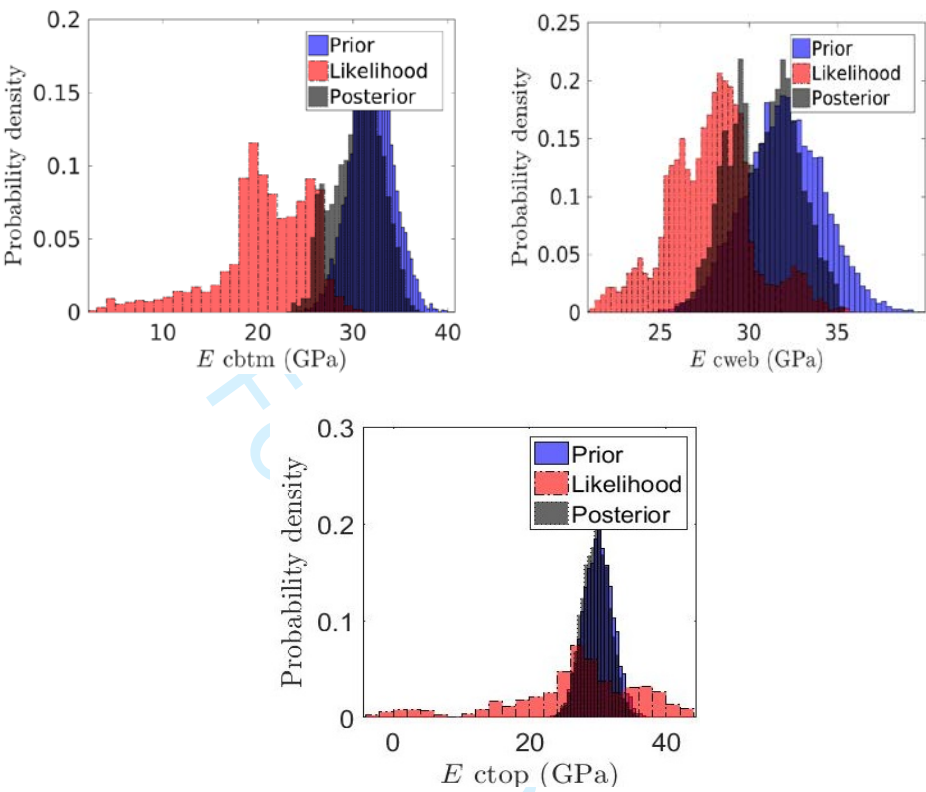 0.2
0.15
0.1
0.05
0
10 20 30 40
Probability density
E cbtm (GPa)
Prior
Likelihood
Posterior
0.25
0.2
0.15
0.1
0.05
0
25 30 35
Probability density
E cweb (GPa)
Prior
Likelihood
Posterior
0.3
0.2
0.1
0
0 20 40
Probability density
E ctop (GPa)
Prior
Likelihood
Posterior